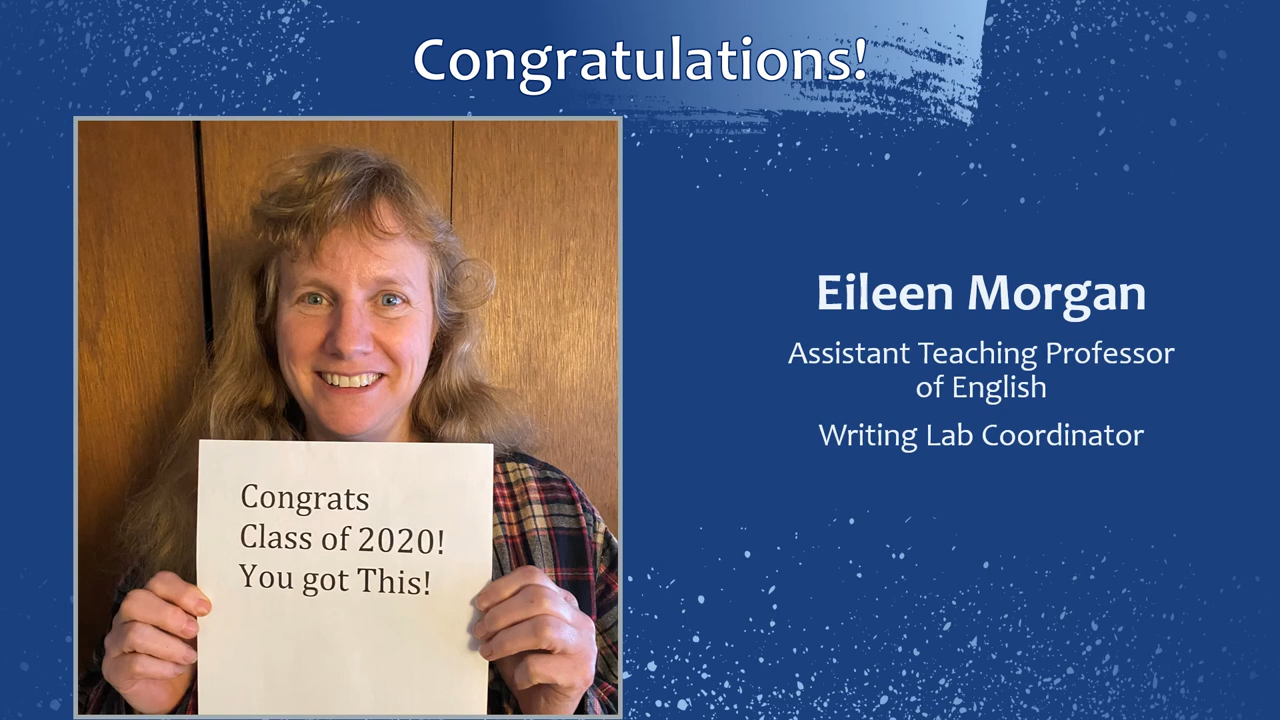 Congratulations!
Congrats
Class of 2020!
You got This!
Eileen Morgan
Assistant Teaching Professor
of English
Writing Lab Coordinator